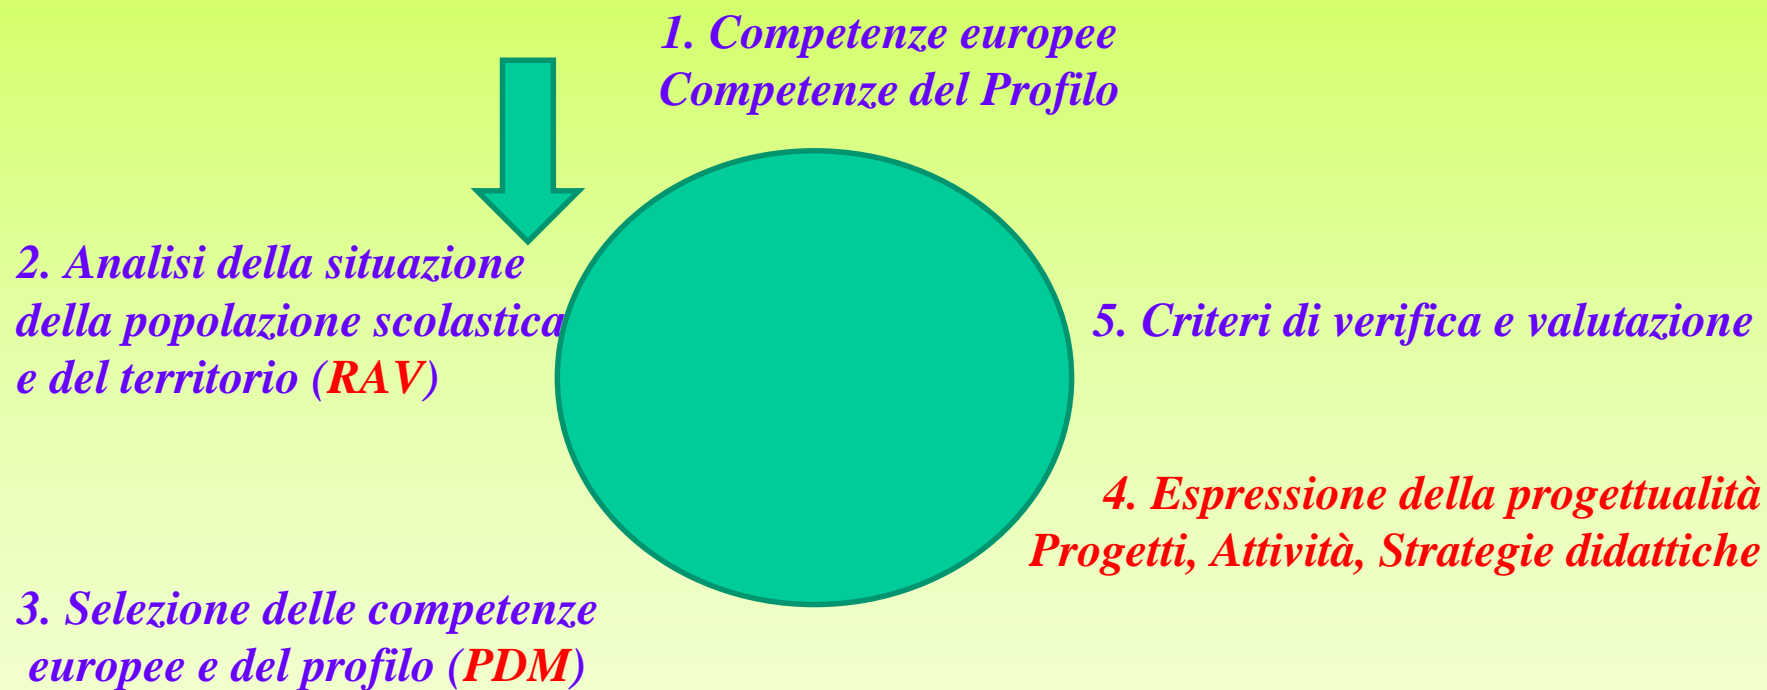 1. Competenze europee
Competenze del Profilo
2. Analisi della situazione
della popolazione scolastica
e del territorio (RAV)
3. Selezione delle competenze
europee e del profilo (PDM)
4. Espressione della progettualità
Progetti, Attività, Strategie didattiche
5. Criteri di verifica e valutazione